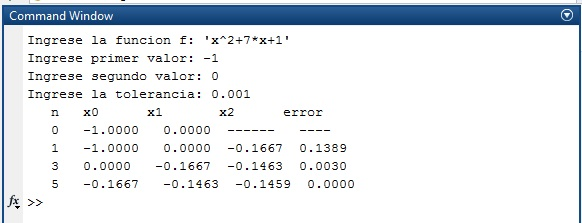 Command Window
Ingrese la funcion f: 'x^2+7*x+1'
Ingrese primer valor: -1
Ingrese segundo valor: 0
Ingrese la tolerancia: 0.001
n x0 x1 x2 error
0 -1.0000 0.0000 ------ ----
1 -1.0000 0.0000 -0.1667 0.1389
3 0.0000 -0.1667 -0.1463 0.0030
5 -0.1667 -0.1463 -0.1459 0.0000
fx >>